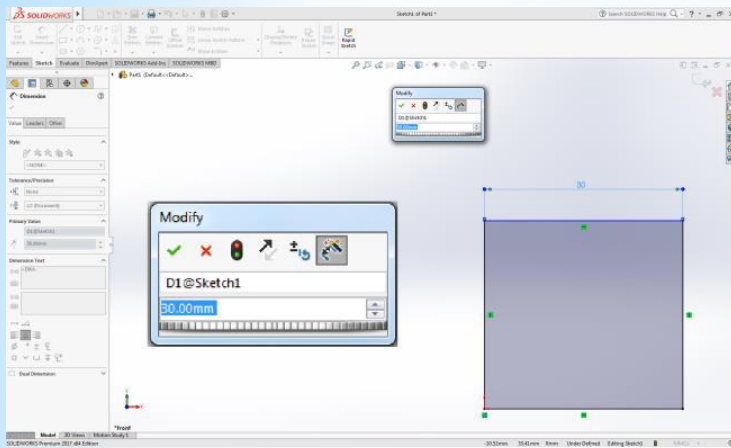 SOLIDWORKS
Sketch1 of Part1
Search SOLIDWORKS Help
Rapid Sketch
Features Sketch Evaluate DimXpert SOLIDWORKS Add-Ins SOLIDWORKS MBD
Part1 (Default<<Default>...
Dimension
Value Leaders Other
Style
<NONE>
Tolerance/Precision
None
.12 (Document)
Primary Value
D1@Sketch1
30.00mm
Dimension Text
<DIM>
Dual Dimension
Modify
D1@Sketch1
30.00mm
Modify
D1@Sketch1
30.00mm
30
*Front
Model 3D Views Motion Study 1
SOLIDWORKS Premium 2017 x64 Edition
0mm Under Defined Editing Sketch1